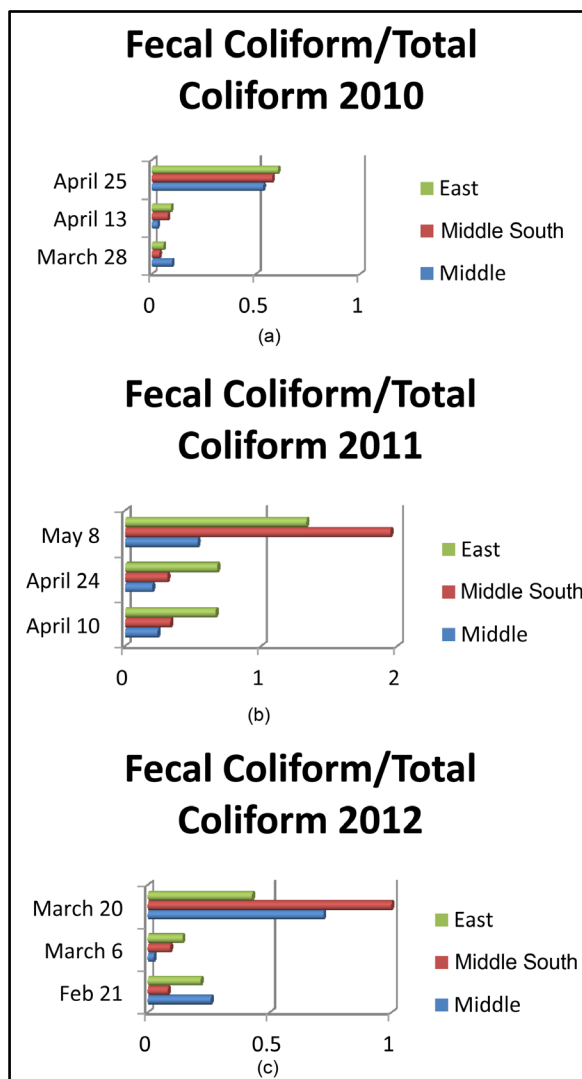 Fecal Coliform/Total
Coliform 2010
April 25
April 13
March 28
East
Middle South
Middle
0 0.5 1
(a)
Fecal Coliform/Total
Coliform 2011
May 8
April 24
April 10
East
Middle South
Middle
0 1 2
(b)
Fecal Coliform/Total
Coliform 2012
March 20
March 6
Feb 21
East
Middle South
Middle
0 0.5 1
(c)